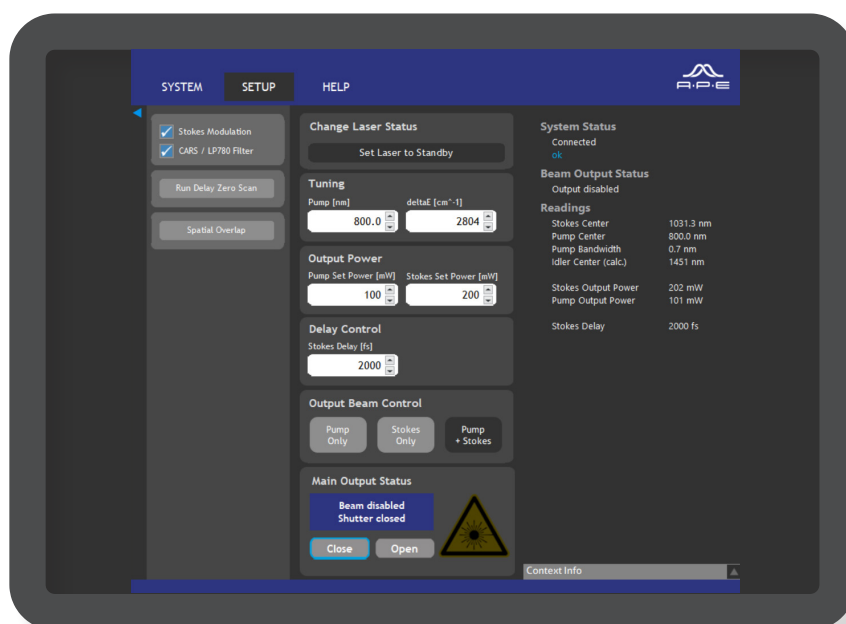 SYSTEM
SETUP
HELP
A·P·E
Stokes Modulation
CARS / LP780 Filter
Run Delay Zero Scan
Spatial Overlap
Change Laser Status
Set Laser to Standby
Tuning
Pump [nm] deltaE [cm^-1]
800.0 2804
Output Power
Pump Set Power [mW] Stokes Set Power [mW]
100 200
Delay Control
Stokes Delay [fs]
2000
Output Beam Control
Pump Only
Stokes Only
Pump + Stokes
Main Output Status
Beam disabled
Shutter closed
Close Open
System Status
Connected
ok
Beam Output Status
Output disabled
Readings
Stokes Center 1031.3 nm
Pump Center 800.0 nm
Pump Bandwidth 0.7 nm
Idler Center (calc.) 1451 nm
Stokes Output Power 202 mW
Pump Output Power 101 mW
Stokes Delay 2000 fs
Context Info